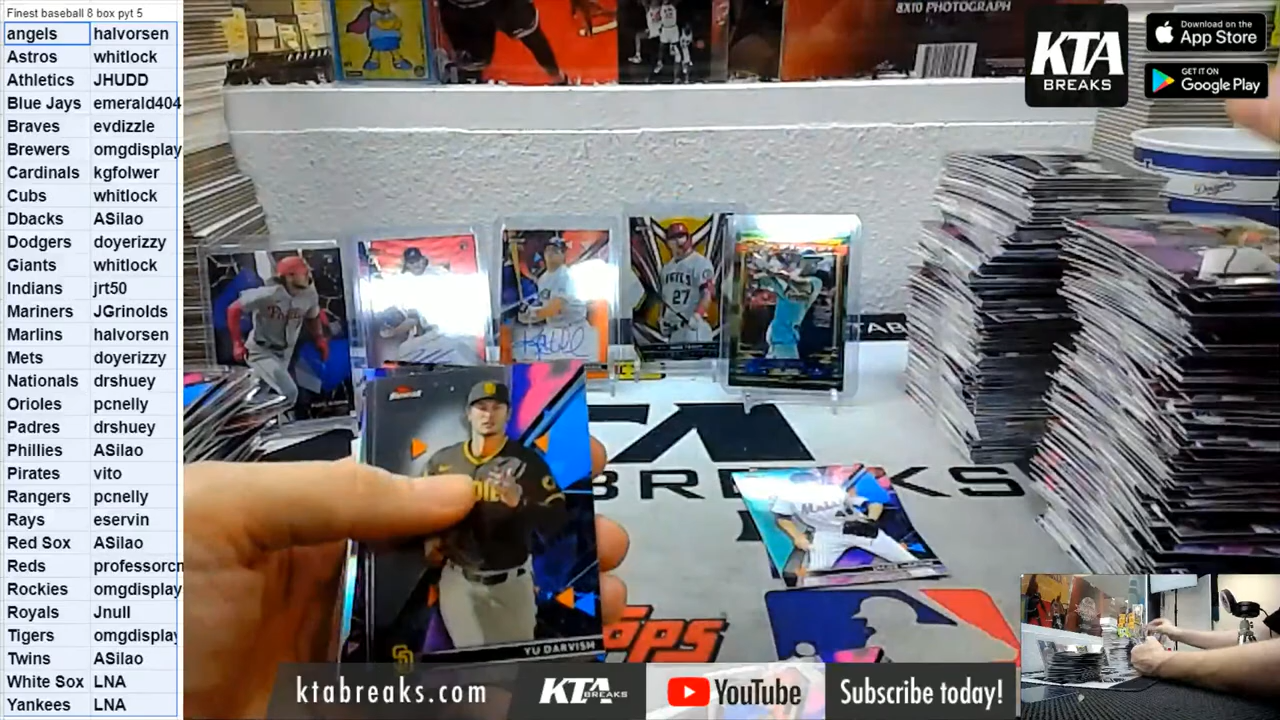 Finest baseball 8 box pyt 5
angels halvorsen
Astros whitlock
Athletics JHUDD
Blue Jays emerald404
Braves evdizzle
Brewers omgdisplay
Cardinals kgfolwer
Cubs whitlock
Dbacks ASilao
Dodgers doyerizzy
Giants whitlock
Indians jrt50
Mariners JGrinolds
Marlins halvorsen
Mets doyerizzy
Nationals drshuey
Orioles pcnelly
Padres drshuey
Phillies ASilao
Pirates vito
Rangers pcnelly
Rays eservin
Red Sox ASilao
Reds professorcn
Rockies omgdisplay
Royals Jnull
Tigers omgdisplay
Twins ASilao
White Sox LNA
Yankees LNA
8X10 PHOTOGRAPH
KTA
BREAKS
Download on the
App Store
GET IT ON
Google Play
Dodgers
27
BREAKS
YU DARVISH
ktabreaks.com
KTA
BREAKS
YouTube
Subscribe today!